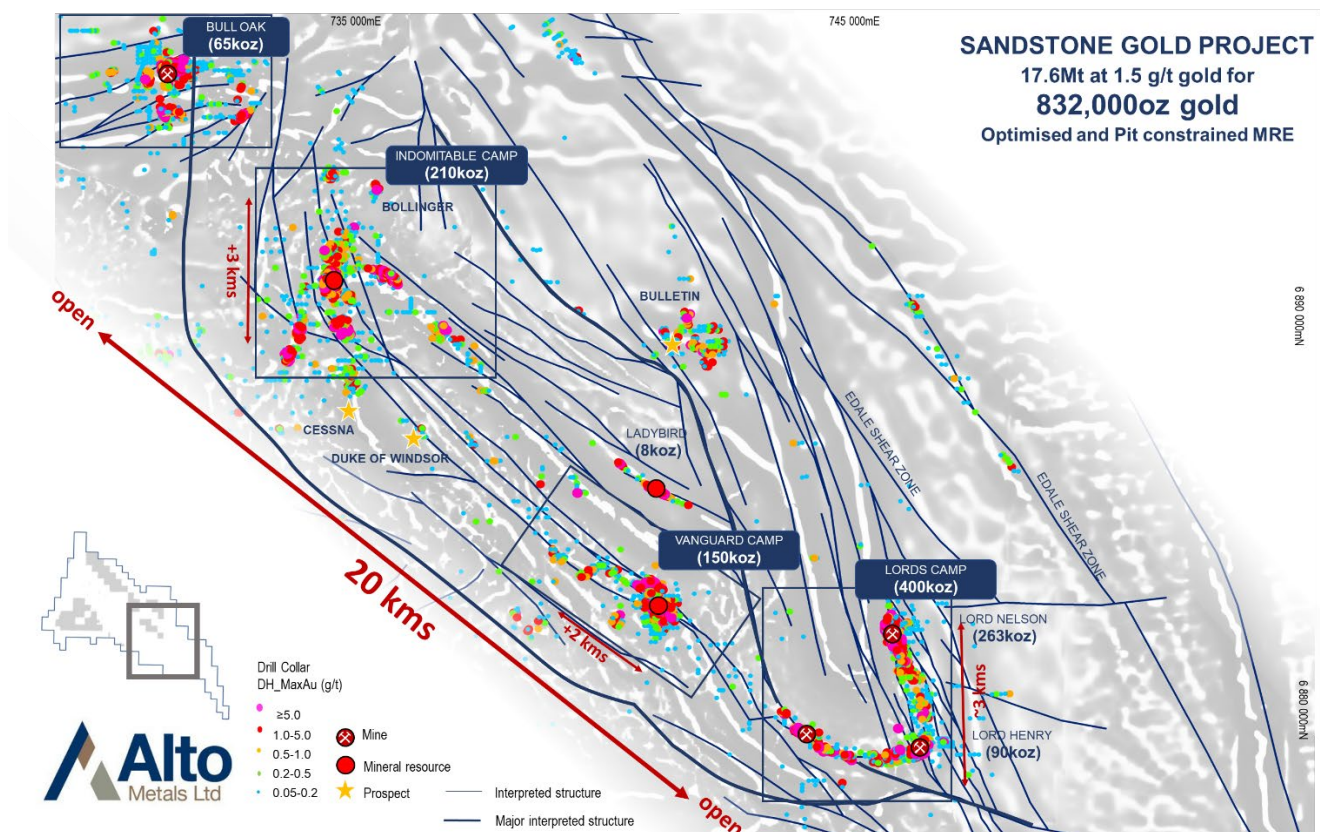 735 000mE
745 000mE
BULL OAK
(65koz)
SANDSTONE GOLD PROJECT
17.6Mt at 1.5 g/t gold for
832,000oz gold
Optimised and Pit constrained MRE
INDOMITABLE CAMP
(210koz)
BOLLINGER
+3 kms
BULLETIN
6 890 000mN
open
CESSNA
DUKE OF WINDSOR
LADYBIRD
(8koz)
EDALE SHEAR ZONE
EDALE SHEAR ZONE
20 kms
VANGUARD CAMP
(150koz)
+2 kms
LORDS CAMP
(400koz)
LORD NELSON
(263koz)
~3 kms
LORD HENRY
(90koz)
6 880 000mN
open
Drill Collar
DH_MaxAu (g/t)
≥5.0
1.0-5.0
0.5-1.0
0.2-0.5
0.05-0.2
Mine
Mineral resource
Prospect
Interpreted structure
Major interpreted structure
Alto
Metals Ltd